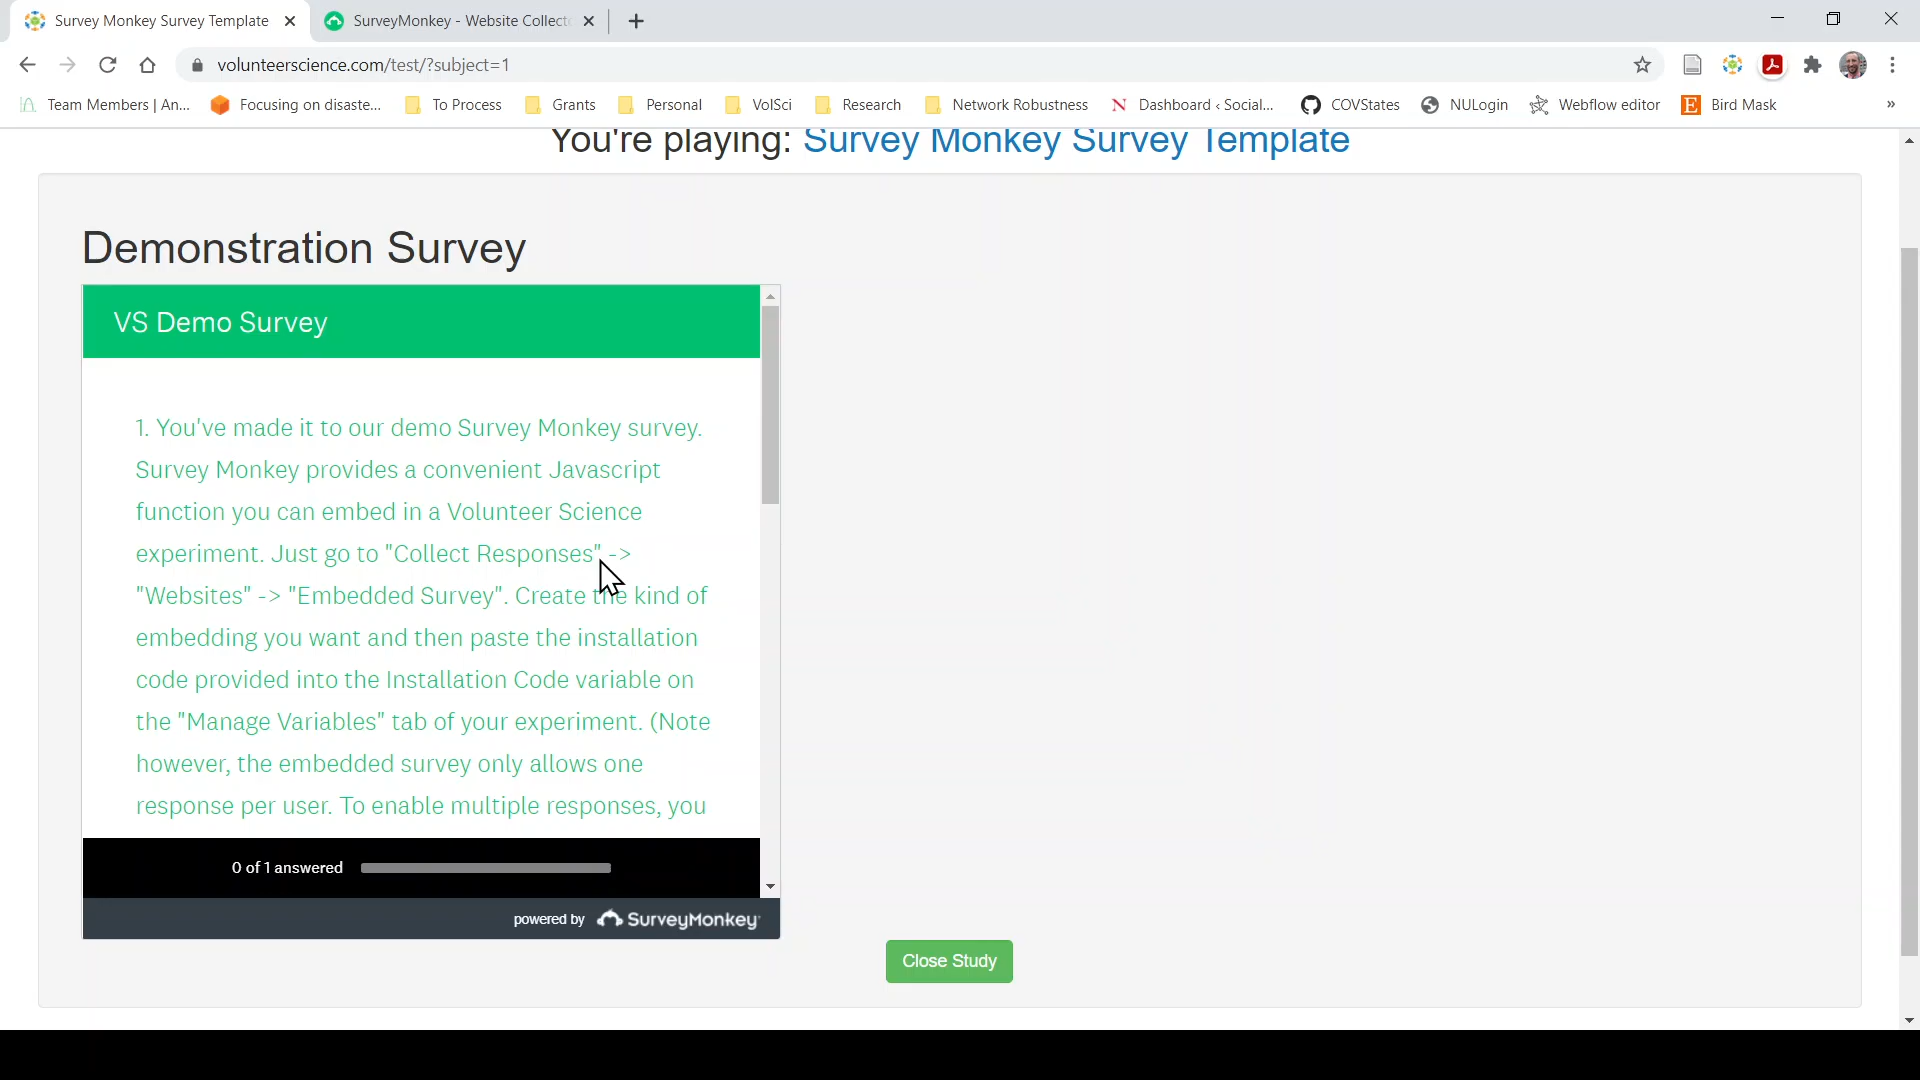 Survey Monkey Survey Template
SurveyMonkey - Website Collect
volunteerscience.com/test/?subject=1
Team Members | An...
Focusing on disaste...
To Process
Grants
Personal
VolSci
Research
Network Robustness
Dashboard ‹ Social...
COVStates
NULogin
Webflow editor
Bird Mask
»
You're playing: Survey Monkey Survey Template
Demonstration Survey
VS Demo Survey
1. You've made it to our demo Survey Monkey survey.
Survey Monkey provides a convenient Javascript
function you can embed in a Volunteer Science
experiment. Just go to "Collect Responses" ->
"Websites" -> "Embedded Survey". Create the kind of
embedding you want and then paste the installation
code provided into the Installation Code variable on
the "Manage Variables" tab of your experiment. (Note
however, the embedded survey only allows one
response per user. To enable multiple responses, you
0 of 1 answered
powered by SurveyMonkey
Close Study